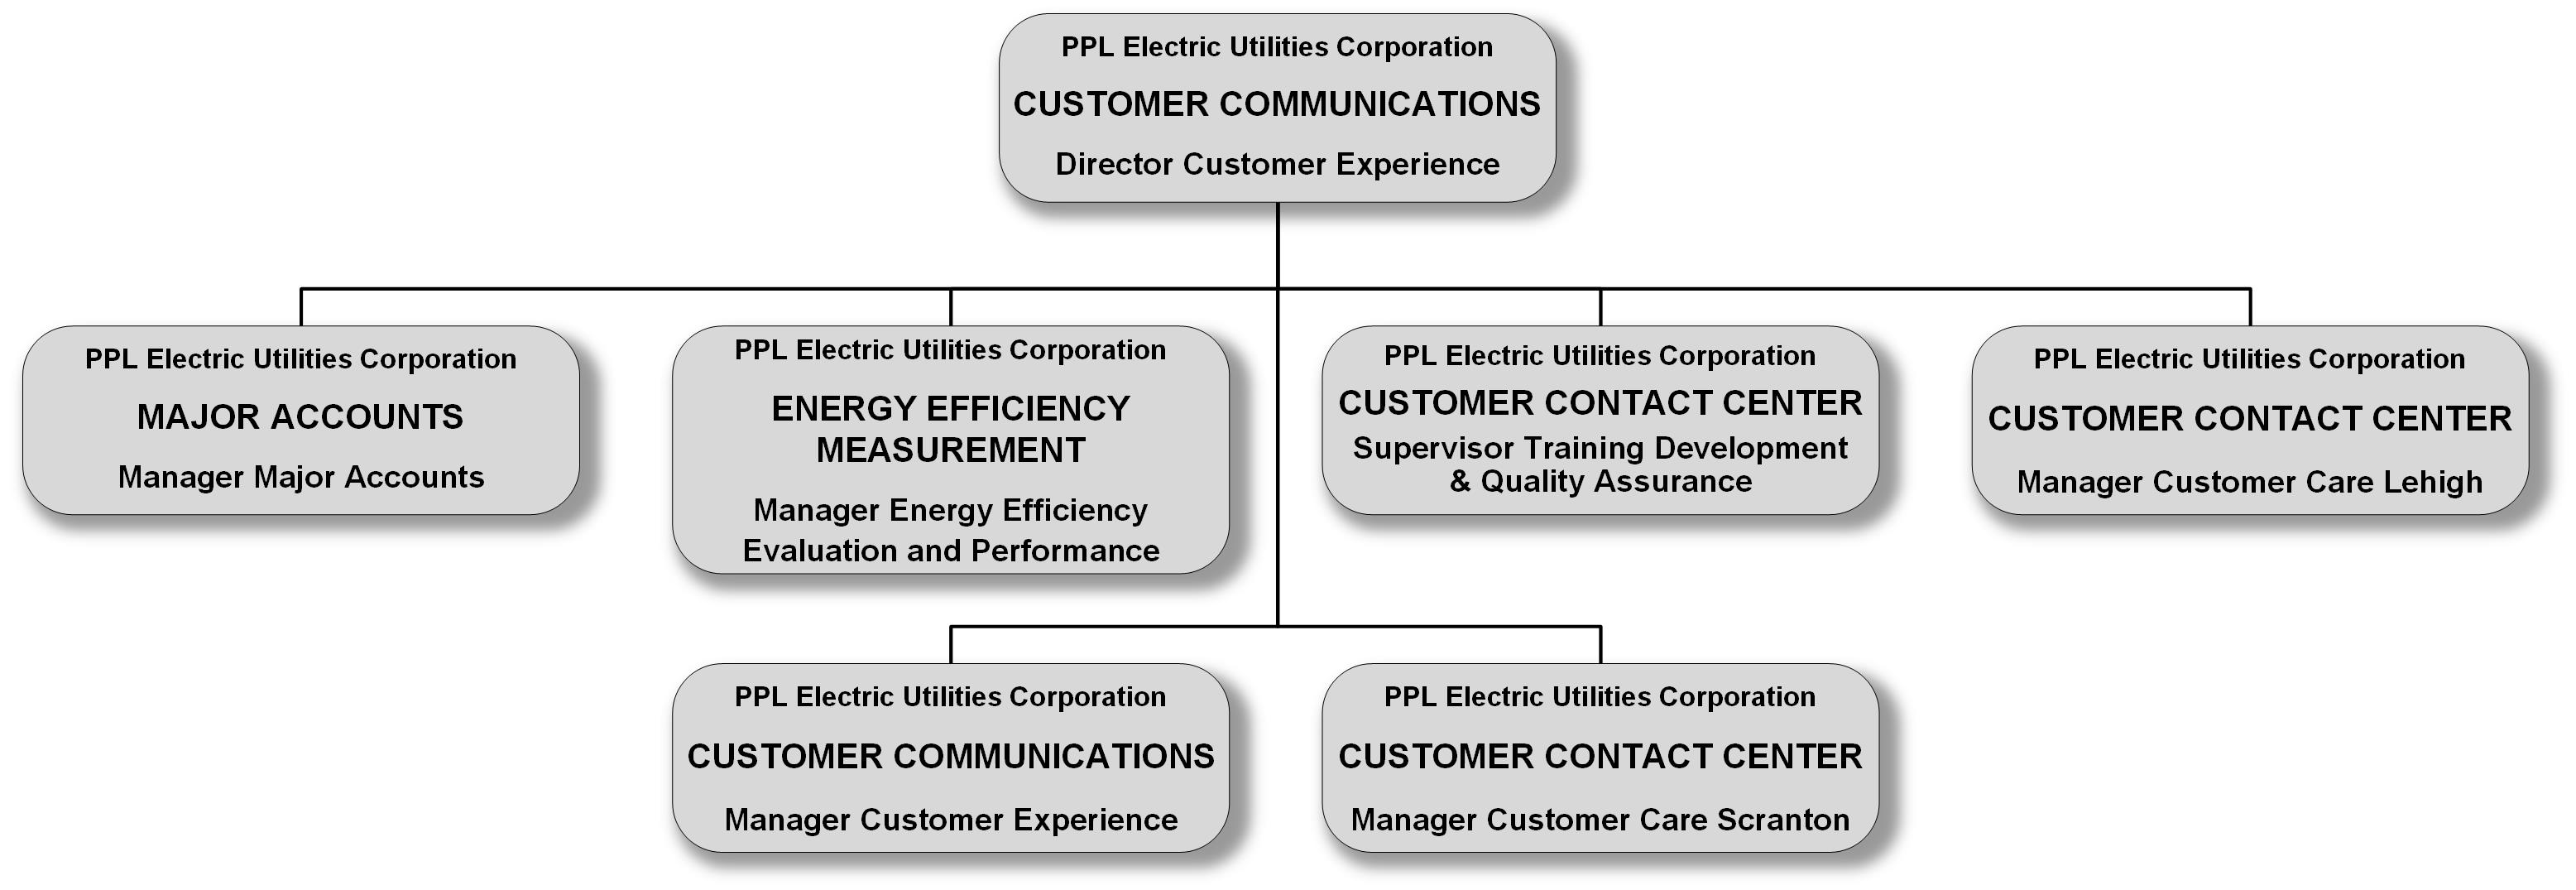 PPL Electric Utilities Corporation
CUSTOMER COMMUNICATIONS
Director Customer Experience
PPL Electric Utilities Corporation
MAJOR ACCOUNTS
Manager Major Accounts
PPL Electric Utilities Corporation
ENERGY EFFICIENCY
MEASUREMENT
Manager Energy Efficiency
Evaluation and Performance
PPL Electric Utilities Corporation
CUSTOMER CONTACT CENTER
Supervisor Training Development
& Quality Assurance
PPL Electric Utilities Corporation
CUSTOMER CONTACT CENTER
Manager Customer Care Lehigh
PPL Electric Utilities Corporation
CUSTOMER COMMUNICATIONS
Manager Customer Experience
PPL Electric Utilities Corporation
CUSTOMER CONTACT CENTER
Manager Customer Care Scranton